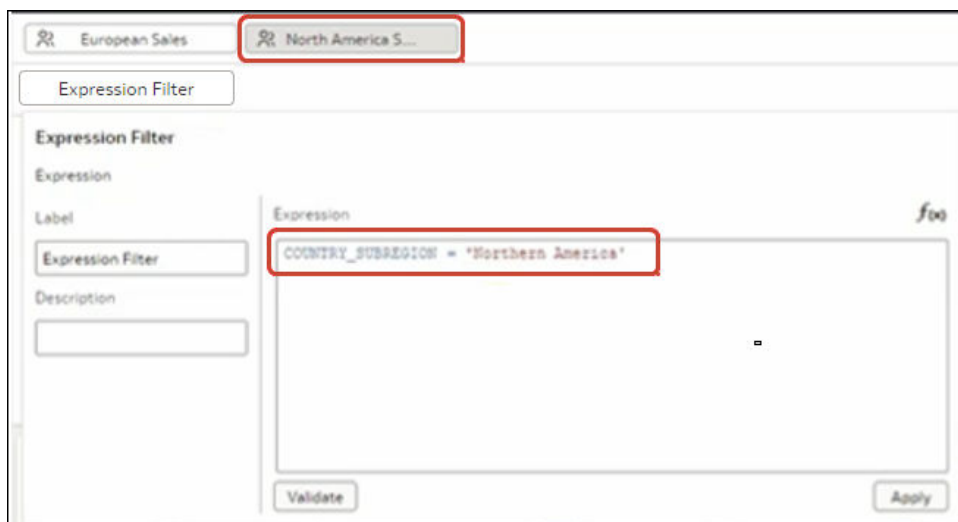 European Sales
North America S...
Expression Filter
Expression Filter
Expression
Label
Expression
f(x)
Expression Filter
COUNTRY_SUBREGION = 'Northern America'
Description
Validate
Apply